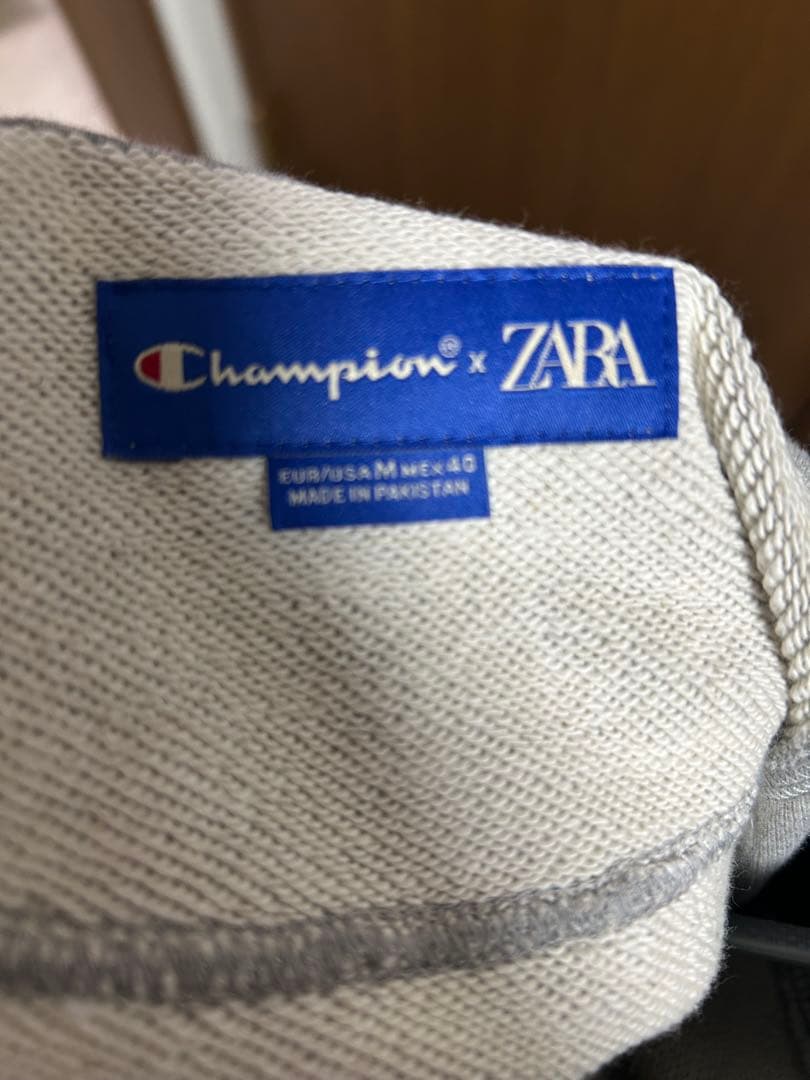 Champion® x ZARA
EUR/USA M MEX 40
MADE IN PAKISTAN